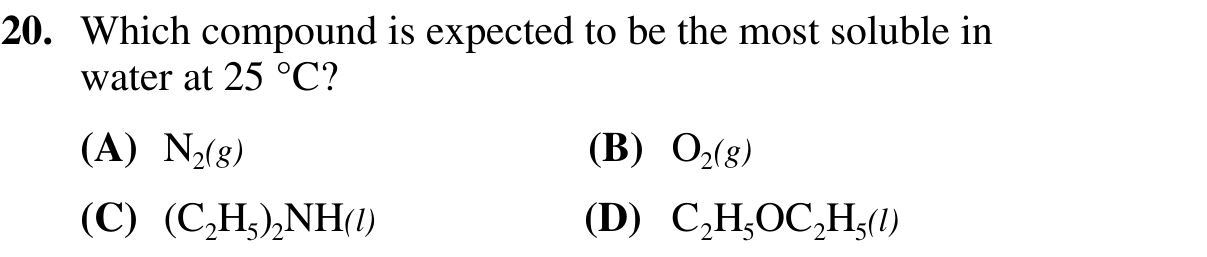 20. Which compound is expected to be the most soluble in
water at 25 °C?
(A) N₂(g) (B) O₂(g)
(C) (C₂H₅)₂NH(l) (D) C₂H₅OC₂H₅(l)